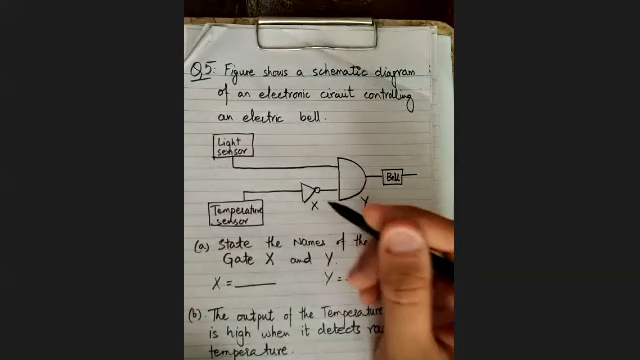 Q5: Figure shows a schematic diagram
of an electronic circuit controlling
an electric bell.
Light
sensor
Bell
Temperature
sensor
X
Y
(a) State the Names of the
Gate X and Y.
X = ______ Y =
(b) The output of the Temperature
is high when it detects
temperature.